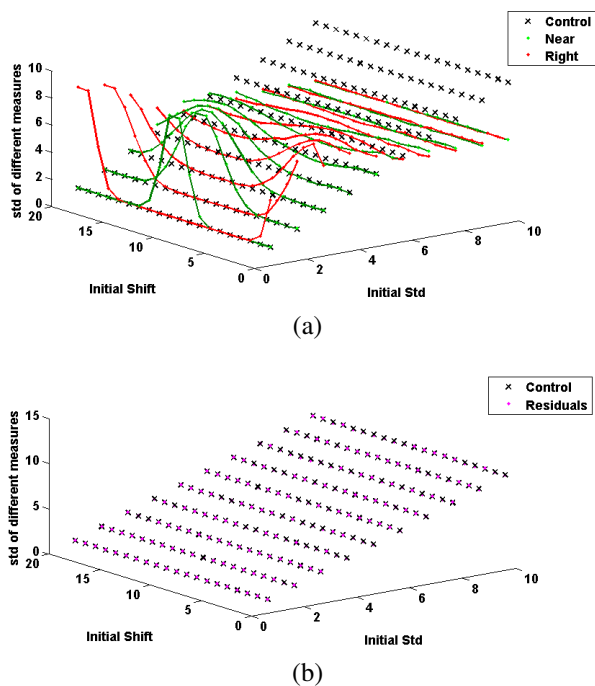 Control
Near
Right
std of different measures
10
8
6
4
2
0
20
15
10
5
0
Initial Shift
0
2
4
6
8
10
Initial Std
(a)
Control
Residuals
std of different measures
15
10
5
0
20
15
10
5
0
Initial Shift
0
2
4
6
8
10
Initial Std
(b)